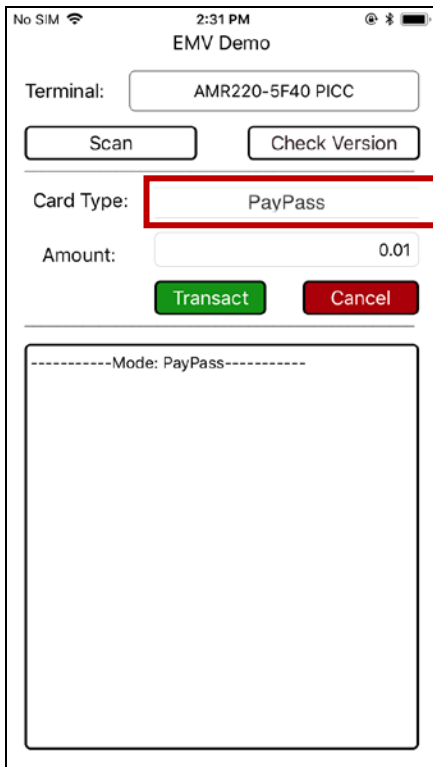 No SIM 2:31 PM
EMV Demo
Terminal: AMR220-5F40 PICC
Scan Check Version
Card Type: PayPass
Amount: 0.01
Transact Cancel
-----------Mode: PayPass-----------